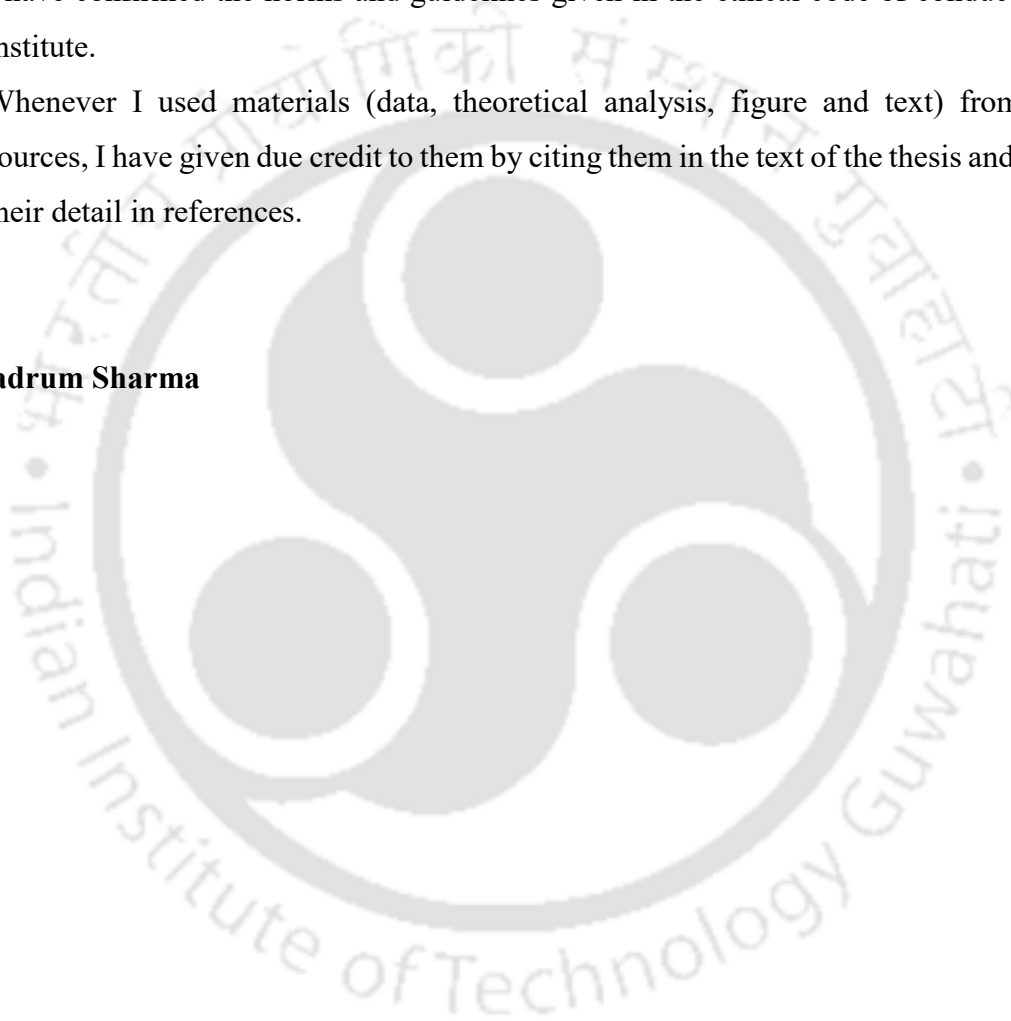 nstitute.
Whenever I used materials (data, theoretical analysis, figure and text) from
ources, I have given due credit to them by citing them in the text of the thesis and
heir detail in references.
adrum Sharma
भारतीय प्रौद्योगिकी संस्थान गुवाहाटी
Indian Institute of Technology Guwahati